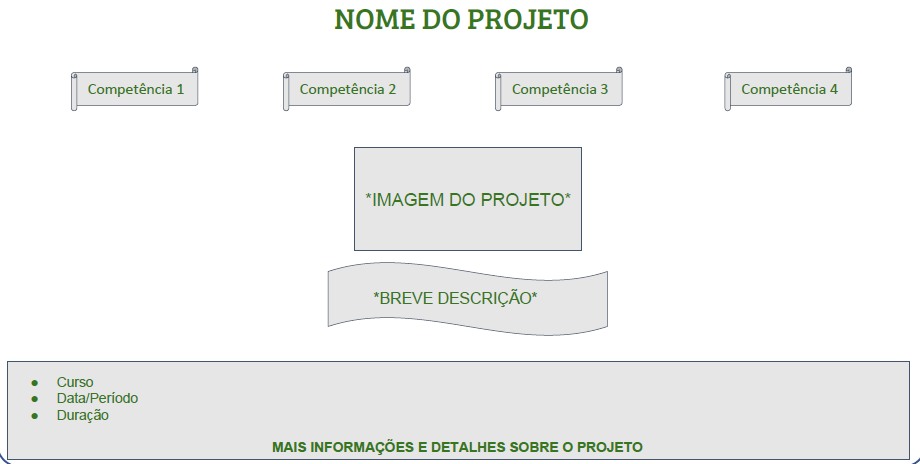 NOME DO PROJETO
Competência 1
Competência 2
Competência 3
Competência 4
*IMAGEM DO PROJETO*
*BREVE DESCRIÇÃO*
● Curso
● Data/Período
● Duração
MAIS INFORMAÇÕES E DETALHES SOBRE O PROJETO